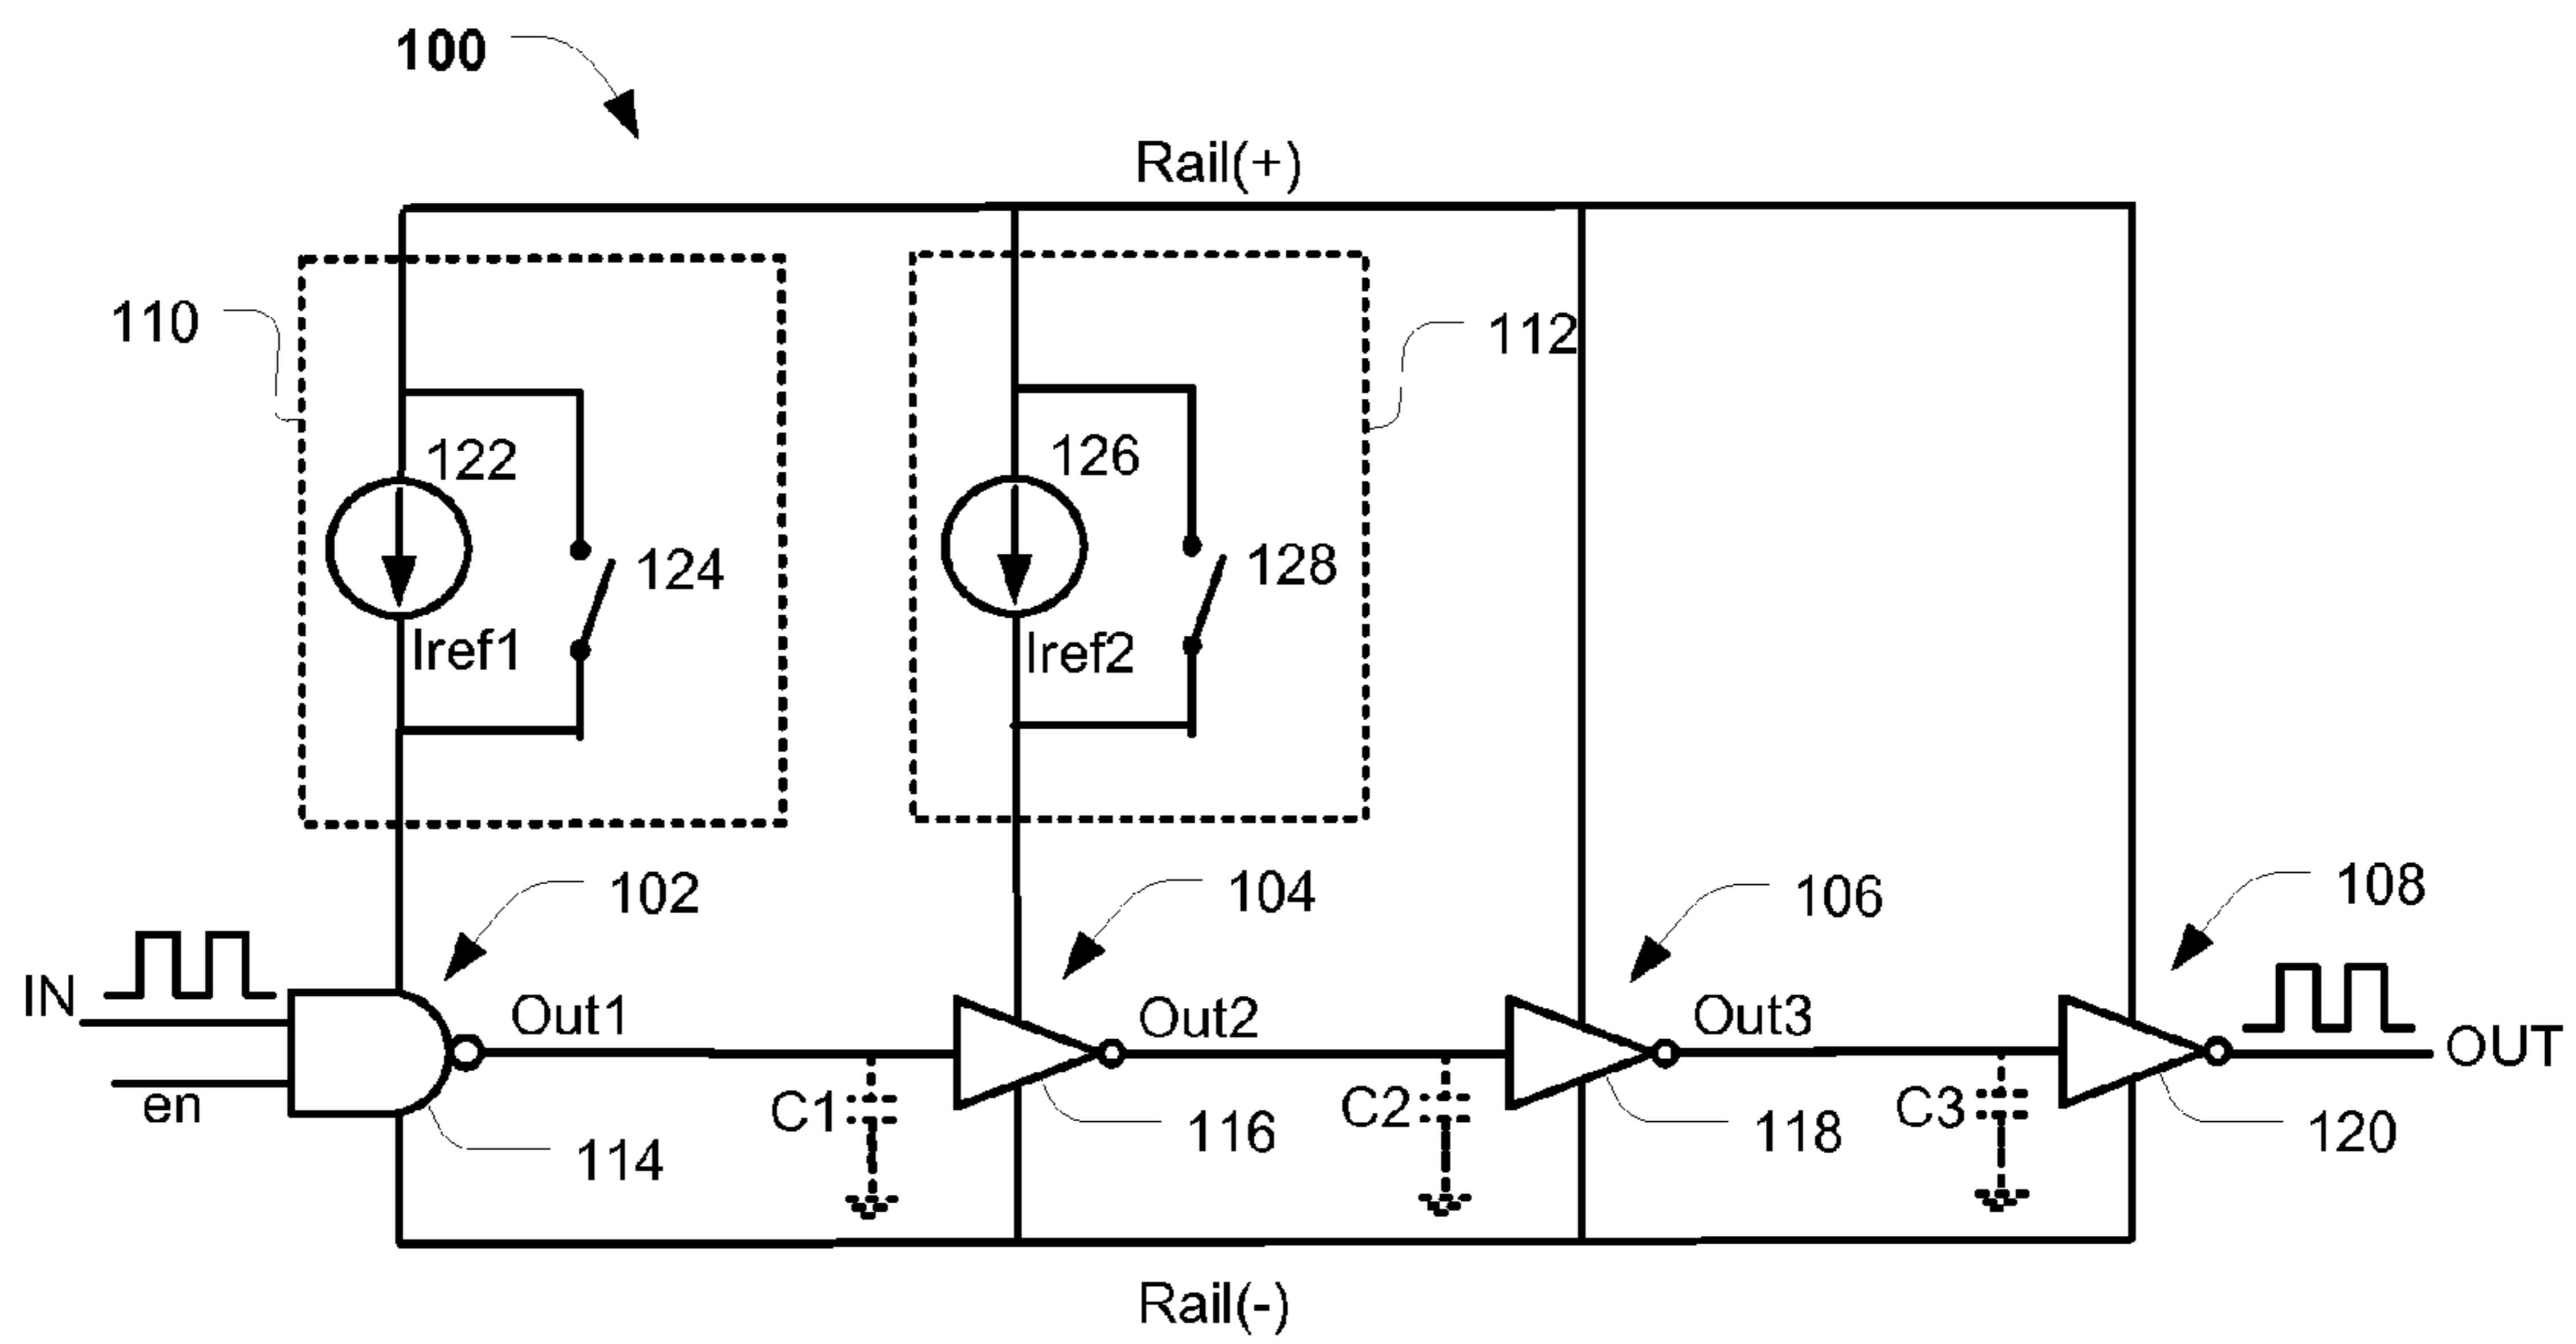 100
Rail(+)
110
112
122
126
124
128
Iref1
Iref2
102
104
106
108
IN
Out1
Out2
Out3
OUT
en
C1
C2
C3
114
116
118
120
Rail(-)